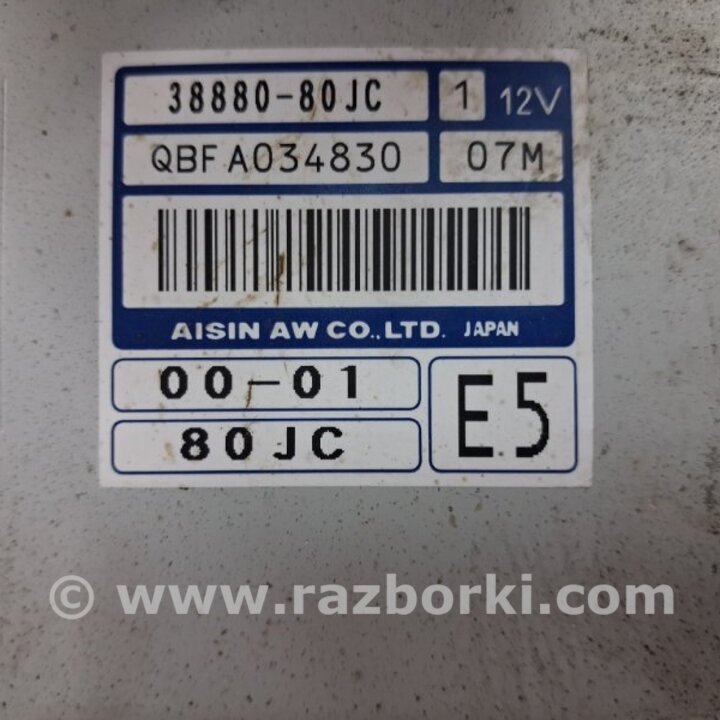 38880-80JC 1 12V
QBFA034830 07M
AISIN AW CO.,LTD. JAPAN
00-01
80JC
E5
© www.razborki.com